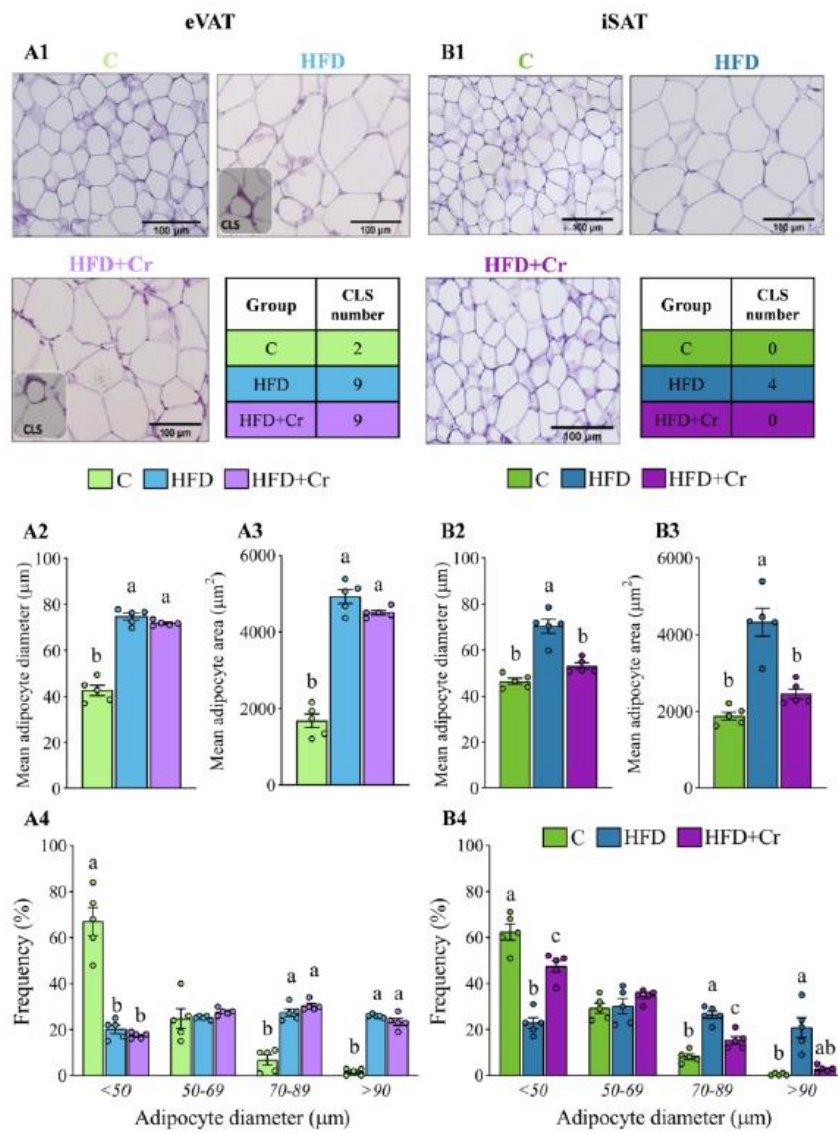 eVAT
iSAT
A1
C
HFD
CLS
100 μm
100 μm
HFD+Cr
CLS
100 μm
Group CLS number
C 2
HFD 9
HFD+Cr 9
B1
C
HFD
100 μm
100 μm
HFD+Cr
100 μm
Group CLS number
C 0
HFD 4
HFD+Cr 0
C HFD HFD+Cr
C HFD HFD+Cr
A2
Mean adipocyte diameter (μm)
100
80
60
40
20
0
b a a
A3
Mean adipocyte area (μm²)
6000
4000
2000
0
b a a
B2
Mean adipocyte diameter (μm)
100
80
60
40
20
0
b a b
B3
Mean adipocyte area (μm²)
6000
4000
2000
0
b a b
A4
Frequency (%)
100
80
60
40
20
0
a b b b a a b a a
<50 50-69 70-89 >90
Adipocyte diameter (μm)
B4
C HFD HFD+Cr
Frequency (%)
100
80
60
40
20
0
a b c b a c b a ab
<50 50-69 70-89 >90
Adipocyte diameter (μm)